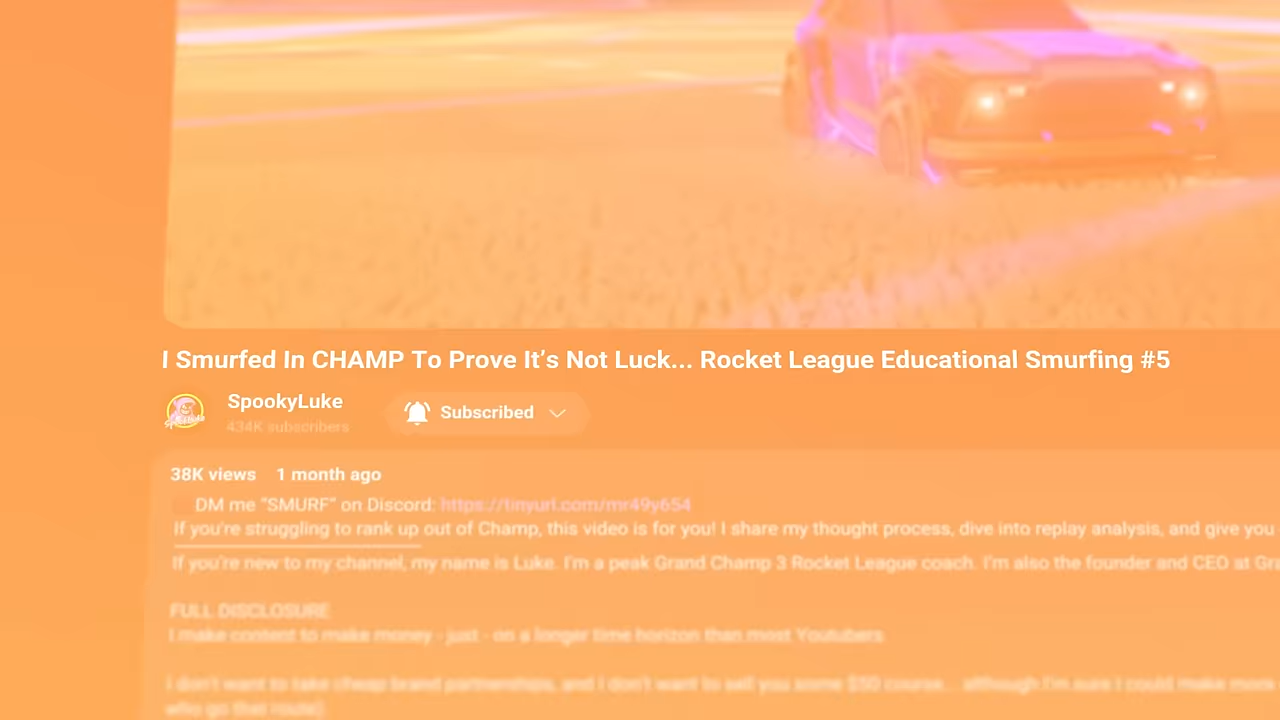 I Smurfed In CHAMP To Prove It's Not Luck... Rocket League Educational Smurfing #5
SpookyLuke
Subscribed
434K subscribers
38K views 1 month ago
DM me “SMURF” on Discord: https://tinyurl.com/mr49y654
If you're struggling to rank up out of Champ, this video is for you! I share my thought process, dive into replay analysis, and give you
If you're new to my channel, my name is Luke. I'm a peak Grand Champ 3 Rocket League coach. I'm also the founder and CEO at Gra
FULL DISCLOSURE
I make content to make money - just - on a longer time horizon than most Youtubers
I don't want to take cheap brand partnerships, and I don't want to sell you some $50 course... although I'm sure I could make more
who go that route)